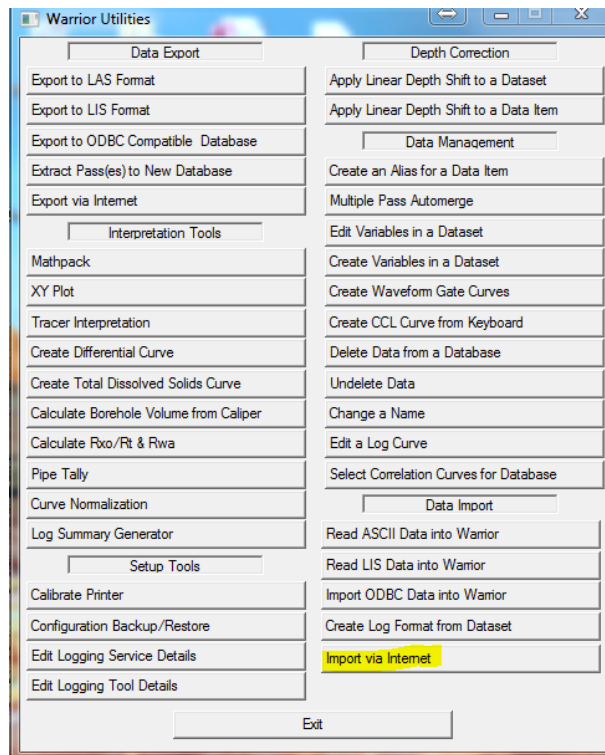 Warrior Utilities
Data Export
Export to LAS Format
Export to LIS Format
Export to ODBC Compatible Database
Extract Pass(es) to New Database
Export via Internet
Interpretation Tools
Mathpack
XY Plot
Tracer Interpretation
Create Differential Curve
Create Total Dissolved Solids Curve
Calculate Borehole Volume from Caliper
Calculate Rxo/Rt & Rwa
Pipe Tally
Curve Normalization
Log Summary Generator
Setup Tools
Calibrate Printer
Configuration Backup/Restore
Edit Logging Service Details
Edit Logging Tool Details
Depth Correction
Apply Linear Depth Shift to a Dataset
Apply Linear Depth Shift to a Data Item
Data Management
Create an Alias for a Data Item
Multiple Pass Automerge
Edit Variables in a Dataset
Create Variables in a Dataset
Create Waveform Gate Curves
Create CCL Curve from Keyboard
Delete Data from a Database
Undelete Data
Change a Name
Edit a Log Curve
Select Correlation Curves for Database
Data Import
Read ASCII Data into Warrior
Read LIS Data into Warrior
Import ODBC Data into Warrior
Create Log Format from Dataset
Import via Internet
Exit